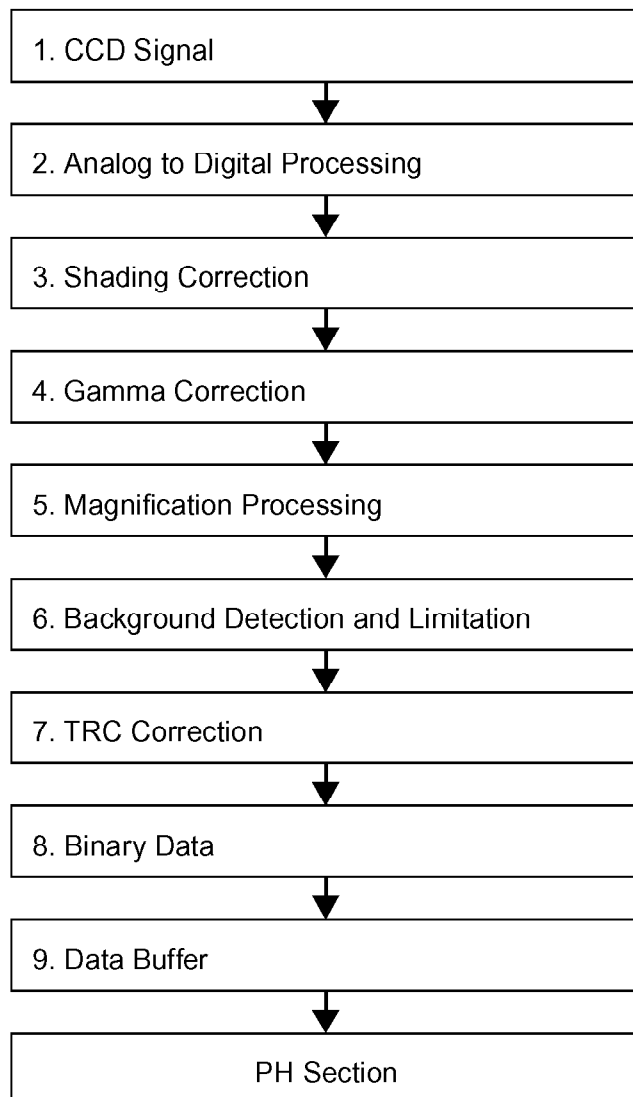 1. CCD Signal
2. Analog to Digital Processing
3. Shading Correction
4. Gamma Correction
5. Magnification Processing
6. Background Detection and Limitation
7. TRC Correction
8. Binary Data
9. Data Buffer
PH Section